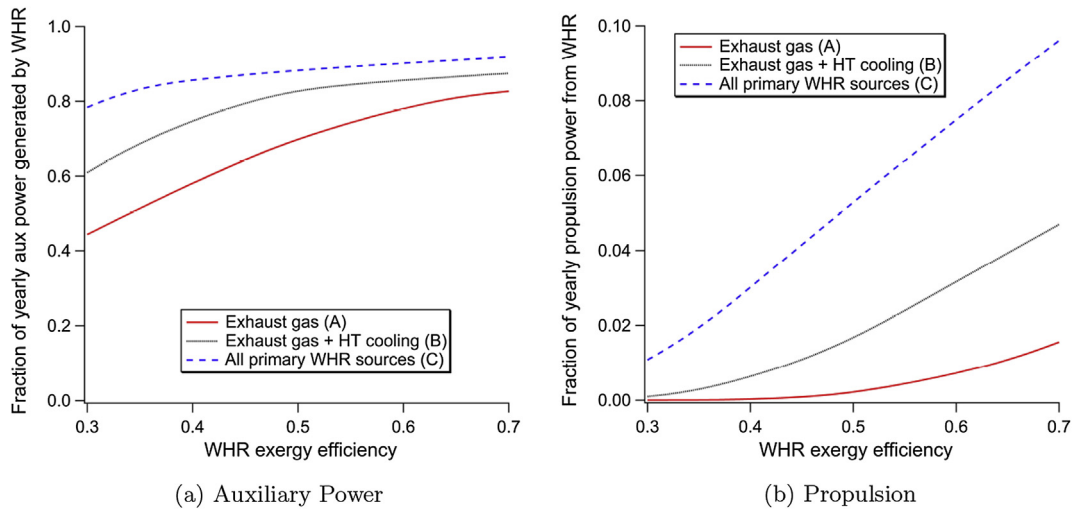 Fraction of yearly aux power generated by WHR
1.0
0.8
0.6
0.4
0.2
0.0
Exhaust gas (A)
Exhaust gas + HT cooling (B)
All primary WHR sources (C)
0.3 0.4 0.5 0.6 0.7
WHR exergy efficiency
(a) Auxiliary Power
Fraction of yearly propulsion power from WHR
0.10
0.08
0.06
0.04
0.02
0.00
Exhaust gas (A)
Exhaust gas + HT cooling (B)
All primary WHR sources (C)
0.3 0.4 0.5 0.6 0.7
WHR exergy efficiency
(b) Propulsion